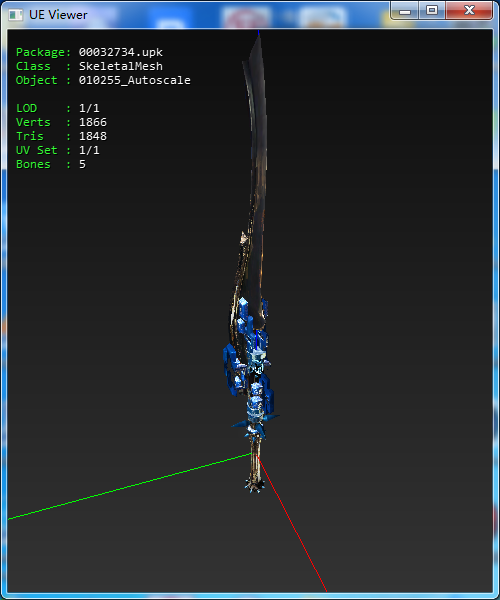 UE Viewer
Package: 00032734.upk
Class : SkeletalMesh
Object : 010255_Autoscale
LOD : 1/1
Verts : 1866
Tris : 1848
UV Set : 1/1
Bones : 5